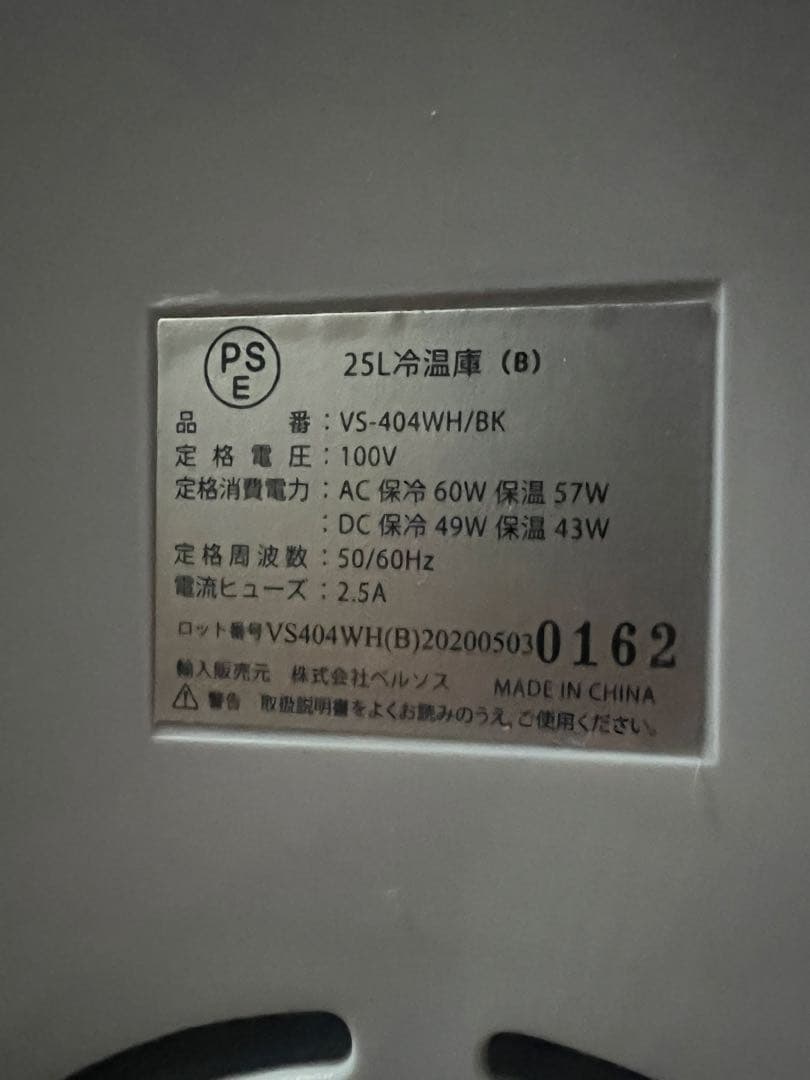 PS
E
25L冷温庫(B)
品番:VS-404WH/BK
定格電圧:100V
定格消費電力:AC 保冷 60W 保温 57W
:DC 保冷 49W 保温 43W
定格周波数:50/60Hz
電流ヒューズ:2.5A
ロット番号VS404WH(B)202005030162
輸入販売元 株式会社ベルソス MADE IN CHINA
警告 取扱説明書をよくお読みのうえ、ご使用ください。